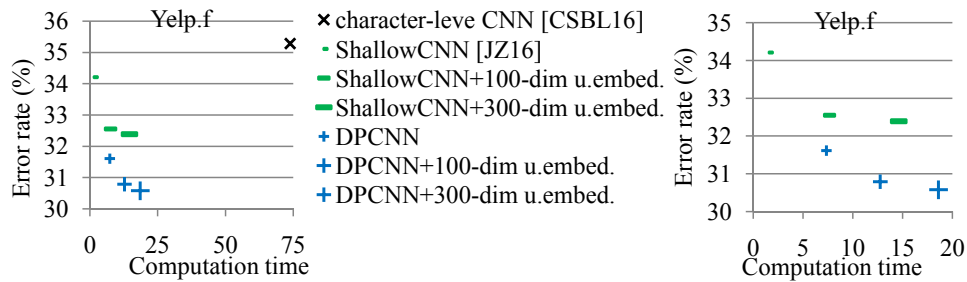 Yelp.f
Error rate (%)
36
35
34
33
32
31
30
0
25
50
75
Computation time
character-leve CNN [CSBL16]
ShallowCNN [JZ16]
ShallowCNN+100-dim u.embed.
ShallowCNN+300-dim u.embed.
DPCNN
DPCNN+100-dim u.embed.
DPCNN+300-dim u.embed.
Yelp.f
Error rate (%)
35
34
33
32
31
30
0
5
10
15
20
Computation time